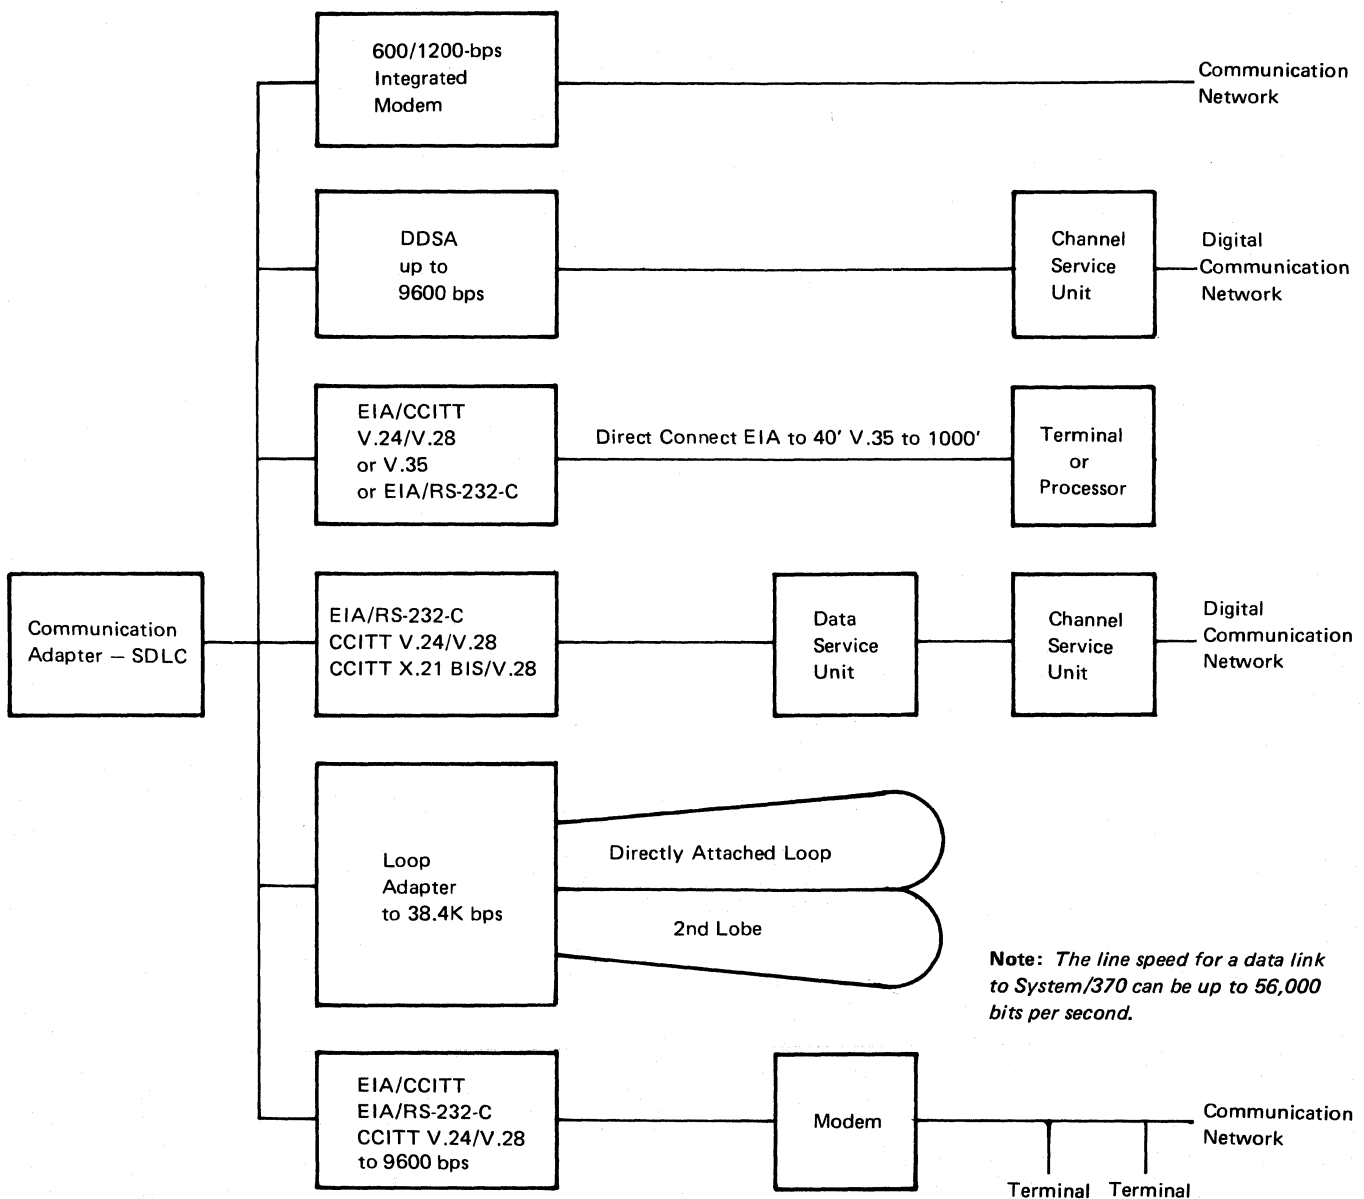 600/1200-bps
Integrated
Modem
Communication
Network
DDSA
up to
9600 bps
Channel
Service
Unit
Digital
Communication
Network
EIA/CCITT
V.24/V.28
or V.35
or EIA/RS-232-C
Direct Connect EIA to 40' V.35 to 1000'
Terminal
or
Processor
Communication
Adapter — SDLC
EIA/RS-232-C
CCITT V.24/V.28
CCITT X.21 BIS/V.28
Data
Service
Unit
Channel
Service
Unit
Digital
Communication
Network
Loop
Adapter
to 38.4K bps
Directly Attached Loop
2nd Lobe
Note: The line speed for a data link
to System/370 can be up to 56,000
bits per second.
EIA/CCITT
EIA/RS-232-C
CCITT V.24/V.28
to 9600 bps
Modem
Communication
Network
Terminal
Terminal